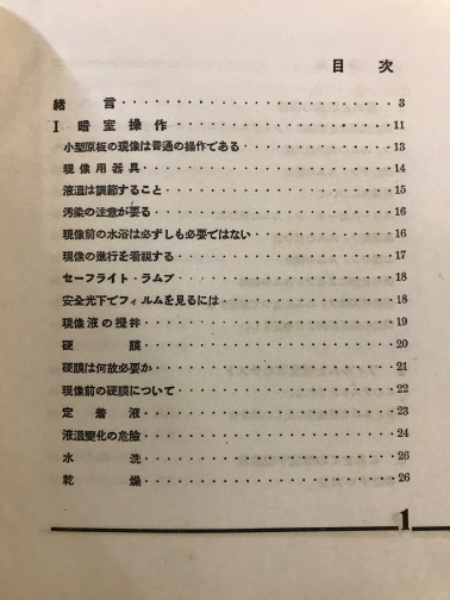 目次
緒言・・・・・・・・・・・・・・・・・・・・・・3
I 暗室操作・・・・・・・・・・・・・・・・・・11
小型原板の現像は普通の操作である・・・・・・・・・・・13
現像用器具・・・・・・・・・・・・・・・・・・・14
液溫は調節すること・・・・・・・・・・・・・・・・15
汚染の注意が要る・・・・・・・・・・・・・・・・・16
現像前の水浴は必ずしも必要ではない・・・・・・・・・・16
現像の進行を看視する・・・・・・・・・・・・・・・17
セーフライト・ランプ・・・・・・・・・・・・・・・18
安全光下でフィルムを見るには・・・・・・・・・・・・18
現像液の攪拌・・・・・・・・・・・・・・・・・・19
硬膜・・・・・・・・・・・・・・・・・・・・・20
硬膜は何故必要か・・・・・・・・・・・・・・・・・21
現像前の硬膜について・・・・・・・・・・・・・・・22
定着液・・・・・・・・・・・・・・・・・・・・23
液溫變化の危險・・・・・・・・・・・・・・・・・24
水洗・・・・・・・・・・・・・・・・・・・・・26
乾燥・・・・・・・・・・・・・・・・・・・・・26
1